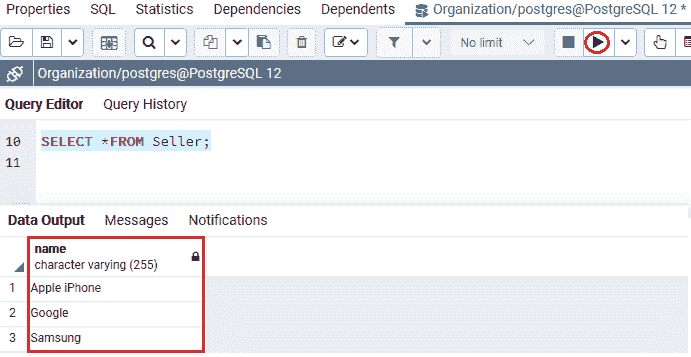 Properties SQL Statistics Dependencies Dependents Organization/postgres@PostgreSQL 12 *
No limit
Organization/postgres@PostgreSQL 12
Query Editor Query History
10 SELECT *FROM Seller;
11
Data Output Messages Notifications
name
character varying (255)
1 Apple iPhone
2 Google
3 Samsung